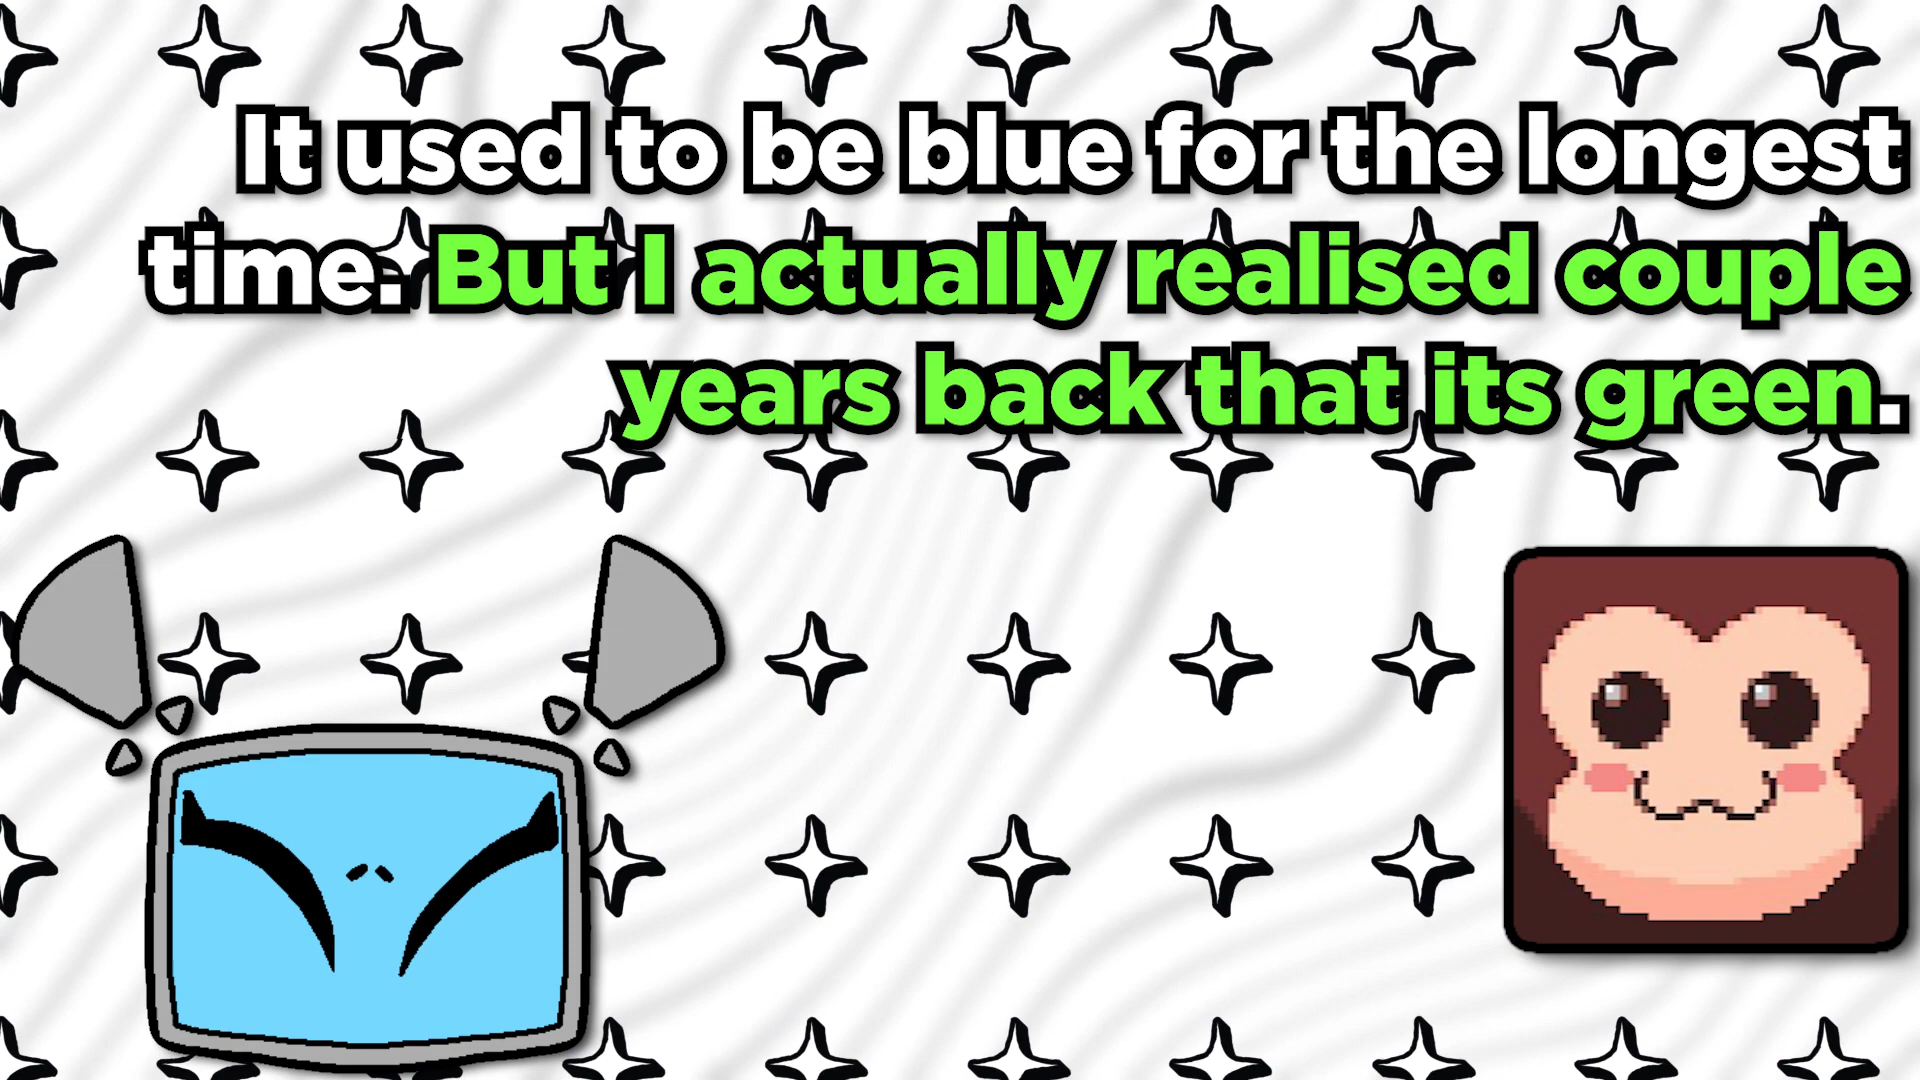 It used to be blue for the longest
time. But I actually realised couple
years back that its green.